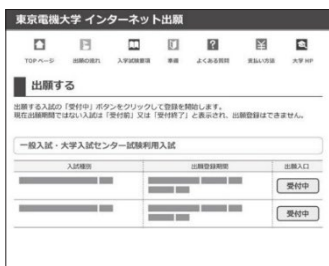 東京電機大学 インターネット出願
TOPページ 出願の流れ 入学試験要項 準備 よくある質問 支払い方法 大学HP
出願する
出願する入試の「受付中」ボタンをクリックして登録を開始します。
現在出願期間ではない入試は「受付前」又は「受付終了」と表示され、出願登録はできません。
一般入試・大学入試センター試験利用入試
入試種別 出願登録期間 出願入口
受付中
受付中